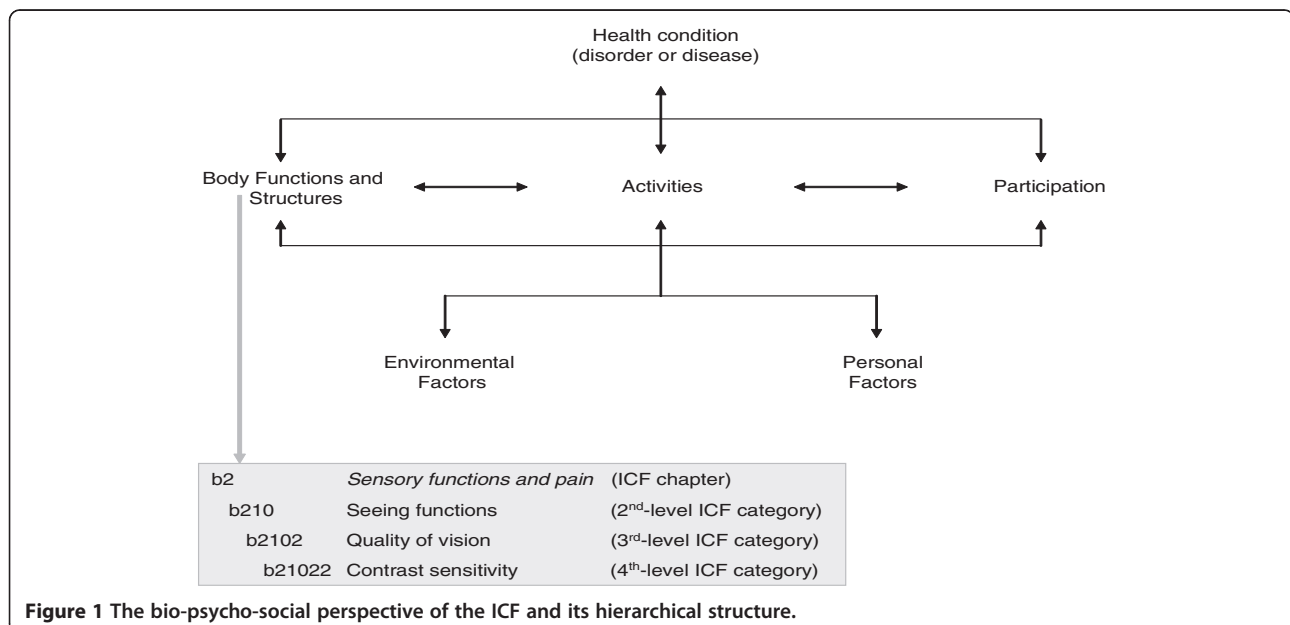 Health condition
(disorder or disease)
Body Functions and
Structures
Activities
Participation
Environmental
Factors
Personal
Factors
b2 Sensory functions and pain (ICF chapter)
b210 Seeing functions (2nd-level ICF category)
b2102 Quality of vision (3rd-level ICF category)
b21022 Contrast sensitivity (4th-level ICF category)
Figure 1 The bio-psycho-social perspective of the ICF and its hierarchical structure.